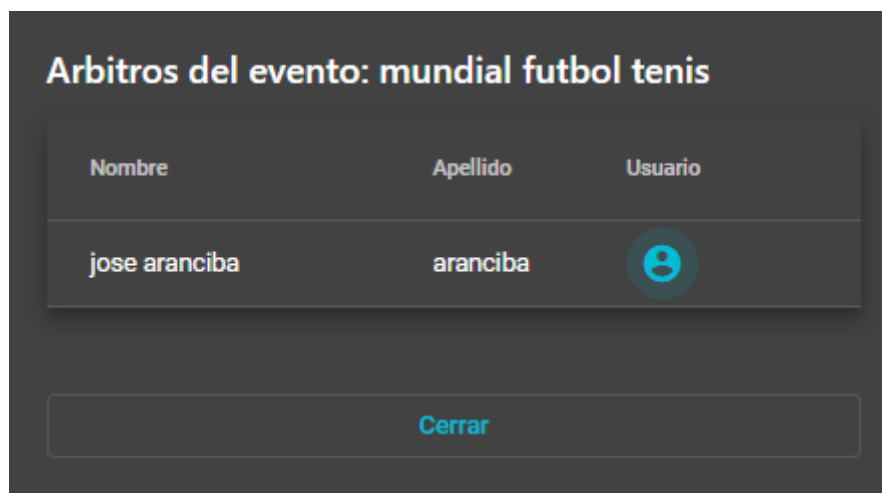 Arbitros del evento: mundial futbol tenis
Nombre Apellido Usuario
jose aranciba aranciba
Cerrar